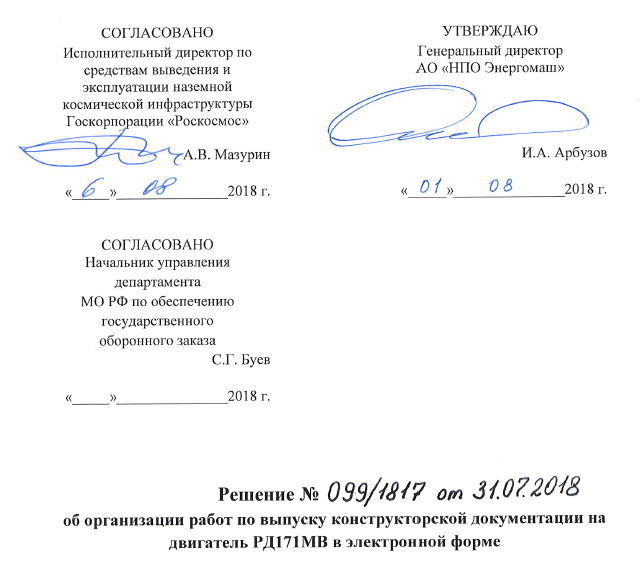 СОГЛАСОВАНО
Исполнительный директор по
средствам выведения и
эксплуатации наземной
космической инфраструктуры
Госкорпорации «Роскосмос»
А.В. Мазурин
« 6 » 08 2018 г.
УТВЕРЖДАЮ
Генеральный директор
АО «НПО Энергомаш»
И.А. Арбузов
« 01 » 08 2018 г.
СОГЛАСОВАНО
Начальник управления
департамента
МО РФ по обеспечению
государственного
оборонного заказа
С.Г. Буев
«_____»_______________2018 г.
Решение № 099/1817 от 31.07.2018
об организации работ по выпуску конструкторской документации на
двигатель РД171МВ в электронной форме